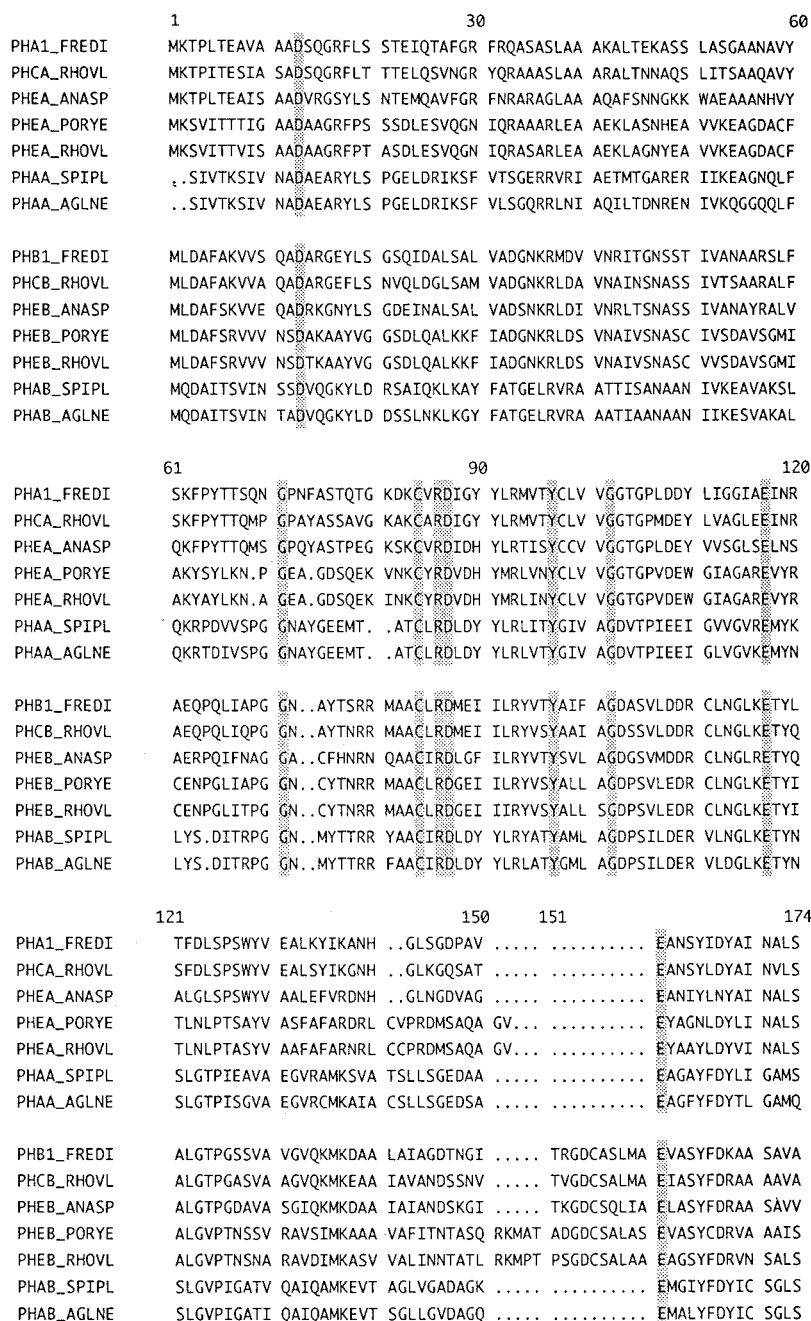 1 30 60
PHA1_FREDI MKTPLTEAVA AADSQGRFLS STEIQTAFGR FRQASASLAA AKALTEKASS LASGAANAVY
PHCA_RHOVL MKTPITESIA SADSQGRFLT TTELQSVNGR YQRAAASLAA ARALTNNAQS LITSAAQAVY
PHEA_ANASP MKTPLTEAIS AADVRGSYLS NTEMQAVFGR FNRARAGLAA AQAFSNNGKK WAEAAANHVY
PHEA_PORYE MKSVITTTIG AADAAGRFPS SSDLESVQGN IQRAAARLEA AEKLASNHEA VVKEAGDACF
PHEA_RHOVL MKSVITTVIS AADAAGRFPT ASDLESVQGN IQRASARLEA AEKLAGNYEA VVKEAGDACF
PHAA_SPIPL ..SIVTKSIV NADAEARYLS PGELDRIKSF VTSGERRVRI AETMTGARER IIKEAGNQLF
PHAA_AGLNE ..SIVTKSIV NADAEARYLS PGELDRIKSF VLSGQRRLNI AQILTDNREN IVKQGGQQLF
PHB1_FREDI MLDAFAKVVS QADARGEYLS GSQIDALSAL VADGNKRMDV VNRITGNSST IVANAARSLF
PHCB_RHOVL MLDAFAKVVA QADARGEFLS NVQLDGLSAM VADGNKRLDA VNAINSNASS IVTSAARALF
PHEB_ANASP MLDAFSKVVE QADRKGNYLS GDEINALSAL VADSNKRLDI VNRLTSNASS IVANAYRALV
PHEB_PORYE MLDAFSRVVV NSDAKAAYVG GSDLQALKKF IADGNKRLDS VNAIVSNASC IVSDAVSGMI
PHEB_RHOVL MLDAFSRVVV NSDTKAAYVG GSDLQALKKF IADGNKRLDS VNAIVSNASC VVSDAVSGMI
PHAB_SPIPL MQDAITSVIN SSDVQGKYLD RSAIQKLKAY FATGELRVRA ATTISANAAN IVKEAVAKSL
PHAB_AGLNE MQDAITSVIN TADVQGKYLD DSSLNKLKGY FATGELRVRA AATIAANAAN IIKESVAKAL
61 90 120
PHA1_FREDI SKFPYTTSQN GPNFASTQTG KDKCVRDIGY YLRMVTYCLV VGGTGPLDDY LIGGIAEINR
PHCA_RHOVL SKFPYTTQMP GPAYASSAVG KAKCARDIGY YLRMVTYCLV VGGTGPMDEY LVAGLEEINR
PHEA_ANASP QKFPYTTQMS GPQYASTPEG KSKCVRDIDH YLRTISYCCV VGGTGPLDEY VVSGLSELNS
PHEA_PORYE AKYSYLKN.P GEA.GDSQEK VNKCYRDVDH YMRLVNYCLV VGGTGPVDEW GIAGAREVYR
PHEA_RHOVL AKYAYLKN.A GEA.GDSQEK INKCYRDVDH YMRLINYCLV VGGTGPVDEW GIAGAREVYR
PHAA_SPIPL QKRPDVVSPG GNAYGEEMT. .ATCLRDLDY YLRLITYGIV AGDVTPIEEI GVVGVREMYK
PHAA_AGLNE QKRTDIVSPG GNAYGEEMT. .ATCLRDLDY YLRLVTYGIV AGDVTPIEEI GLVGVKEMYN
PHB1_FREDI AEQPQLIAPG GN..AYTSRR MAACLRDMEI ILRYVTYAIF AGDASVLDDR CLNGLKETYL
PHCB_RHOVL AEQPQLIQPG GN..AYTNRR MAACLRDMEI ILRYVSYAAI AGDSSVLDDR CLNGLKETYQ
PHEB_ANASP AERPQIFNAG GA..CFHNRN QAACIRDLGF ILRYVTYSVL AGDGSVMDDR CLNGLRETYQ
PHEB_PORYE CENPGLIAPG GN..CYTNRR MAACLRDGEI ILRYVSYALL AGDPSVLEDR CLNGLKETYI
PHEB_RHOVL CENPGLITPG GN..CYTNRR MAACLRDGEI IIRYVSYALL SGDPSVLEDR CLNGLKETYI
PHAB_SPIPL LYS.DITRPG GN..MYTTRR YAACIRDLDY YLRYATYAML AGDPSILDER VLNGLKETYN
PHAB_AGLNE LYS.DITRPG GN..MYTTRR FAACIRDLDY YLRLATYGML AGDPSILDER VLDGLKETYN
121 150 151 174
PHA1_FREDI TFDLSPSWYV EALKYIKANH ..GLSGDPAV ..... .......... EANSYIDYAI NALS
PHCA_RHOVL SFDLSPSWYV EALSYIKGNH ..GLKGQSAT ..... .......... EANSYLDYAI NVLS
PHEA_ANASP ALGLSPSWYV AALEFVRDNH ..GLNGDVAG ..... .......... EANIYLNYAI NALS
PHEA_PORYE TLNLPTSAYV ASFAFARDRL CVPRDMSAQA GV... .......... EYAGNLDYLI NALS
PHEA_RHOVL TLNLPTASYV AAFAFARNRL CCPRDMSAQA GV... .......... EYAAYLDYVI NALS
PHAA_SPIPL SLGTPIEAVA EGVRAMKSVA TSLLSGEDAA ..... .......... EAGAYFDYLI GAMS
PHAA_AGLNE SLGTPISGVA EGVRCMKAIA CSLLSGEDSA ..... .......... EAGFYFDYTL GAMQ
PHB1_FREDI ALGTPGSSVA VGVQKMKDAA LAIAGDTNGI ..... TRGDCASLMA EVASYFDKAA SAVA
PHCB_RHOVL ALGTPGASVA AGVQKMKEAA IAVANDSSNV ..... TVGDCSALMA EIASYFDRAA AAVA
PHEB_ANASP ALGTPGDAVA SGIQKMKDAA IAIANDSKGI ..... TKGDCSQLIA ELASYFDRAA SAVV
PHEB_PORYE ALGVPTNSSV RAVSIMKAAA VAFITNTASQ RKMAT ADGDCSALAS EVASYCDRVA AAIS
PHEB_RHOVL ALGVPTNSNA RAVDIMKASV VALINNTATL RKMPT PSGDCSALAA EAGSYFDRVN SALS
PHAB_SPIPL SLGVPIGATV QAIQAMKEVT AGLVGADAGK ..... .......... EMGIYFDYIC SGLS
PHAB_AGLNE SLGVPIGATI QAIQAMKEVT SGLLGVDAGQ ..... .......... EMALYFDYIC SGLS